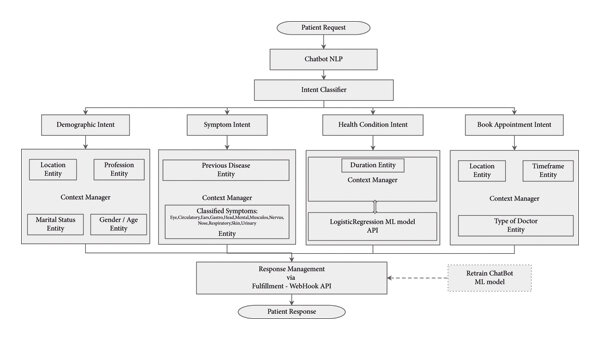 Patient Request
Chatbot NLP
Intent Classifier
Demographic Intent
Symptom Intent
Health Condition Intent
Book Appointment Intent
Location
Entity
Profession
Entity
Context Manager
Marital Status
Entity
Gender / Age
Entity
Previous Disease
Entity
Context Manager
Classified Symptoms:
Eye,Circulatory,Ears,Gastro,Head,Mental,Musculos,Nervus,
Nose,Respiratory,Skin,Urinary
Entity
Duration Entity
Context Manager
LogisticRegression ML model
API
Location
Entity
Timeframe
Entity
Context Manager
Type of Doctor
Entity
Response Management
via
Fulfillment - WebHook API
Retrain ChatBot
ML model
Patient Response